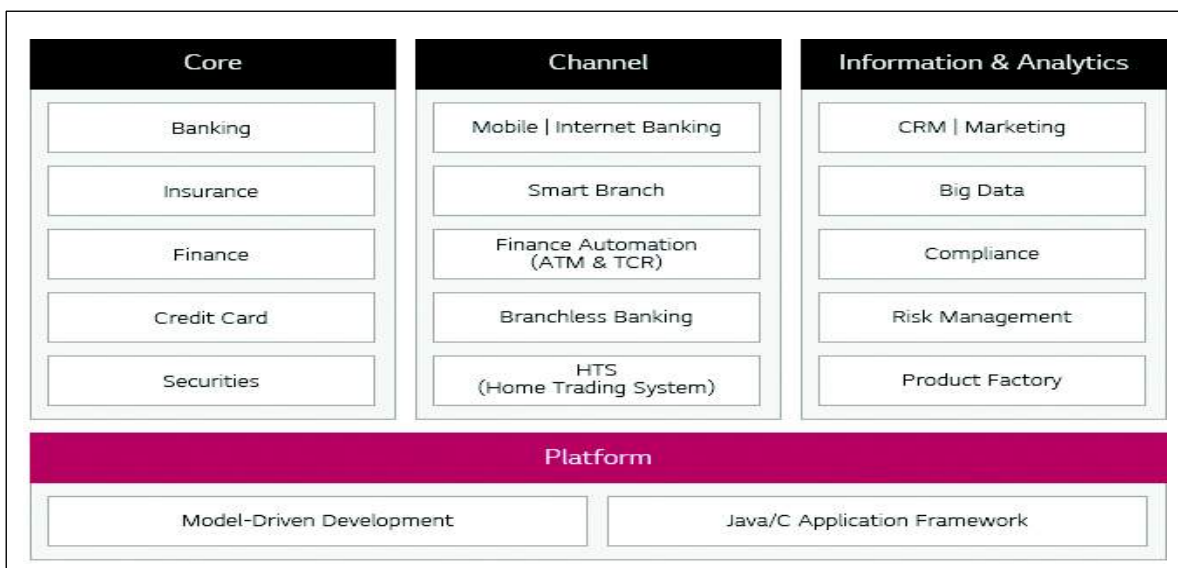 Core
Banking
Insurance
Finance
Credit Card
Securities
Channel
Mobile | Internet Banking
Smart Branch
Finance Automation
(ATM & TCR)
Branchless Banking
HTS
(Home Trading System)
Information & Analytics
CRM | Marketing
Big Data
Compliance
Risk Management
Product Factory
Platform
Model-Driven Development
Java/C Application Framework